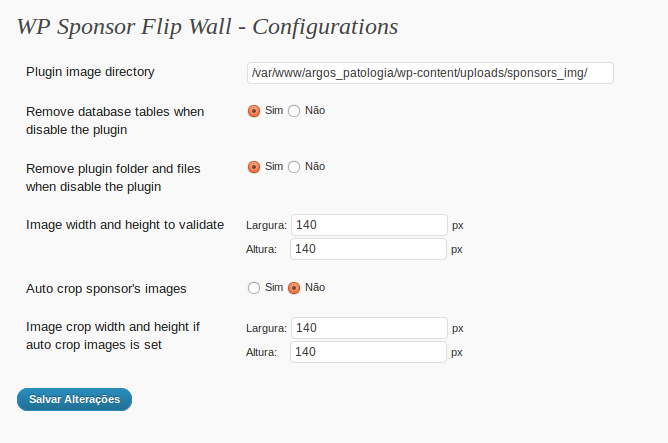 WP Sponsor Flip Wall - Configurations
Plugin image directory
/var/www/argos_patologia/wp-content/uploads/sponsors_img/
Remove database tables when
disable the plugin
Sim Não
Remove plugin folder and files
when disable the plugin
Sim Não
Image width and height to validate
Largura: 140 px
Altura: 140 px
Auto crop sponsor's images
Sim Não
Image crop width and height if
auto crop images is set
Largura: 140 px
Altura: 140 px
Salvar Alterações